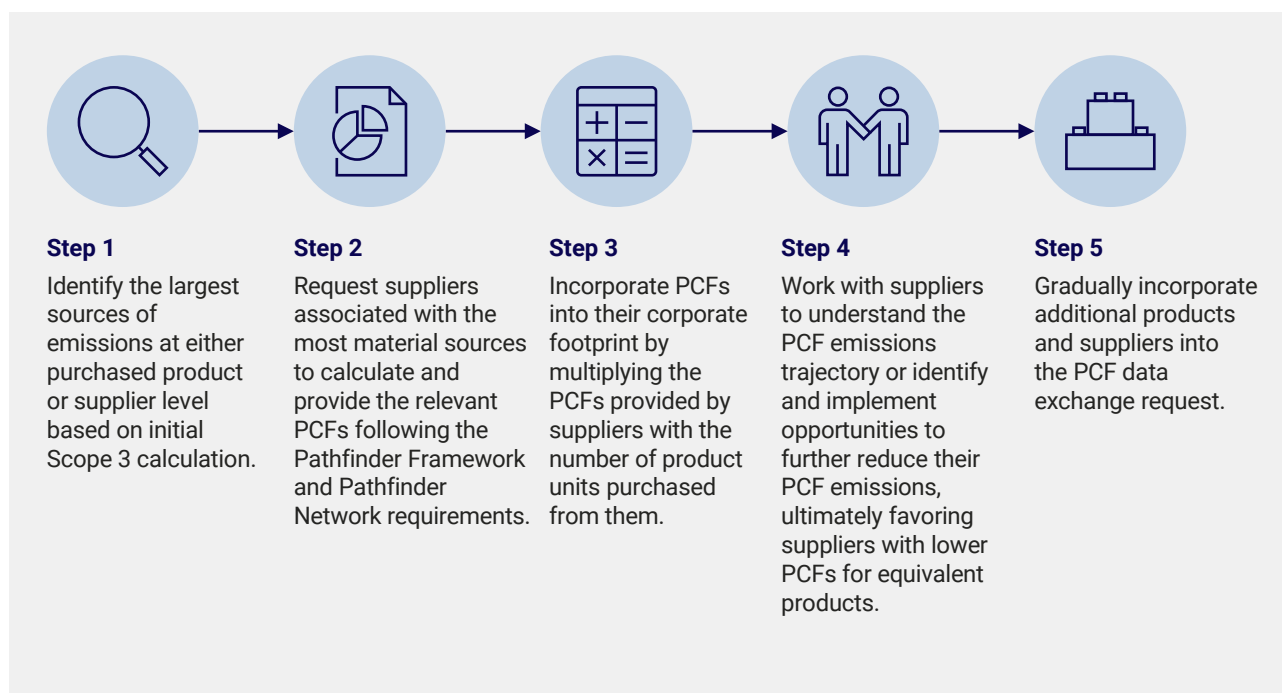 Step 1
Identify the largest
sources of
emissions at either
purchased product
or supplier level
based on initial
Scope 3 calculation.
Step 2
Request suppliers
associated with the
most material sources
to calculate and
provide the relevant
PCFs following the
Pathfinder Framework
and Pathfinder
Network requirements.
Step 3
Incorporate PCFs
into their corporate
footprint by
multiplying the
PCFs provided by
suppliers with the
number of product
units purchased
from them.
Step 4
Work with suppliers
to understand the
PCF emissions
trajectory or identify
and implement
opportunities to
further reduce their
PCF emissions,
ultimately favoring
suppliers with lower
PCFs for equivalent
products.
Step 5
Gradually incorporate
additional products
and suppliers into
the PCF data
exchange request.